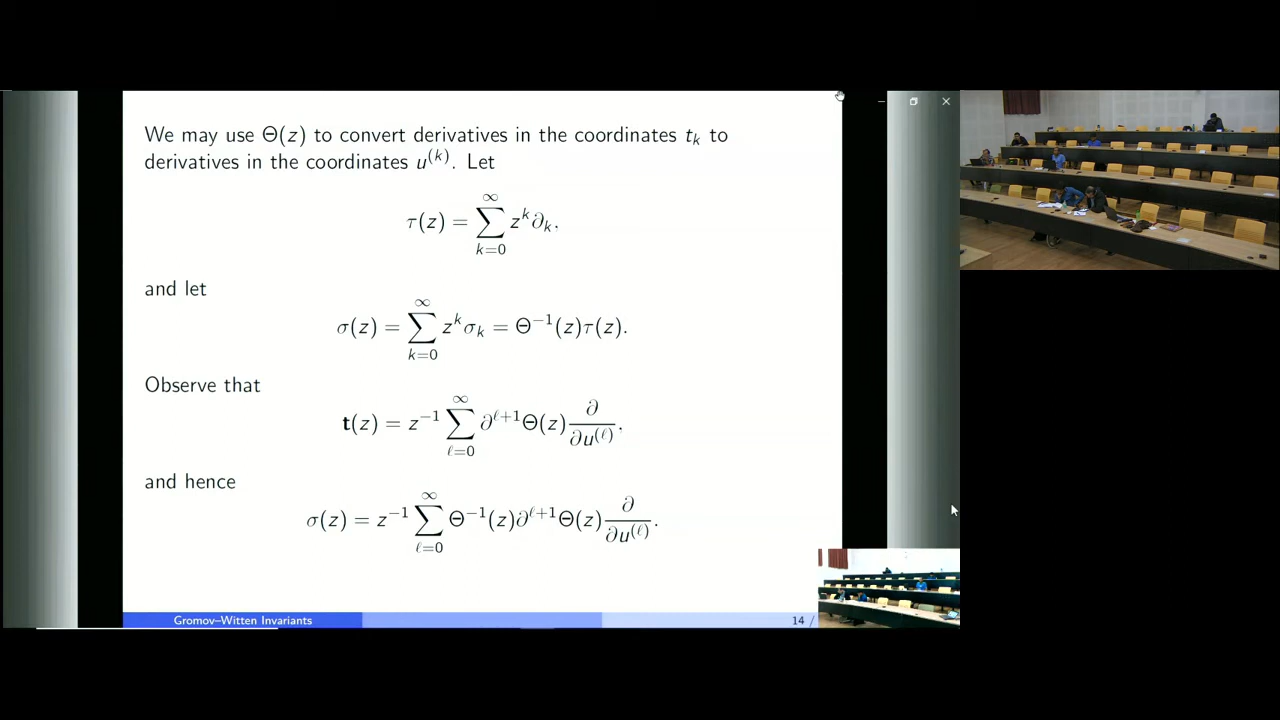 We may use Θ(z) to convert derivatives in the coordinates t_k to
derivatives in the coordinates u^(k). Let
τ(z) = ∑_{k=0}^{∞} z^k ∂_k,
and let
σ(z) = ∑_{k=0}^{∞} z^k σ_k = Θ^{−1}(z)τ(z).
Observe that
t(z) = z^{−1} ∑_{ℓ=0}^{∞} ∂^{ℓ+1}Θ(z) ∂/∂u^{(ℓ)},
and hence
σ(z) = z^{−1} ∑_{ℓ=0}^{∞} Θ^{−1}(z)∂^{ℓ+1}Θ(z) ∂/∂u^{(ℓ)}.
Gromov–Witten Invariants
14 /